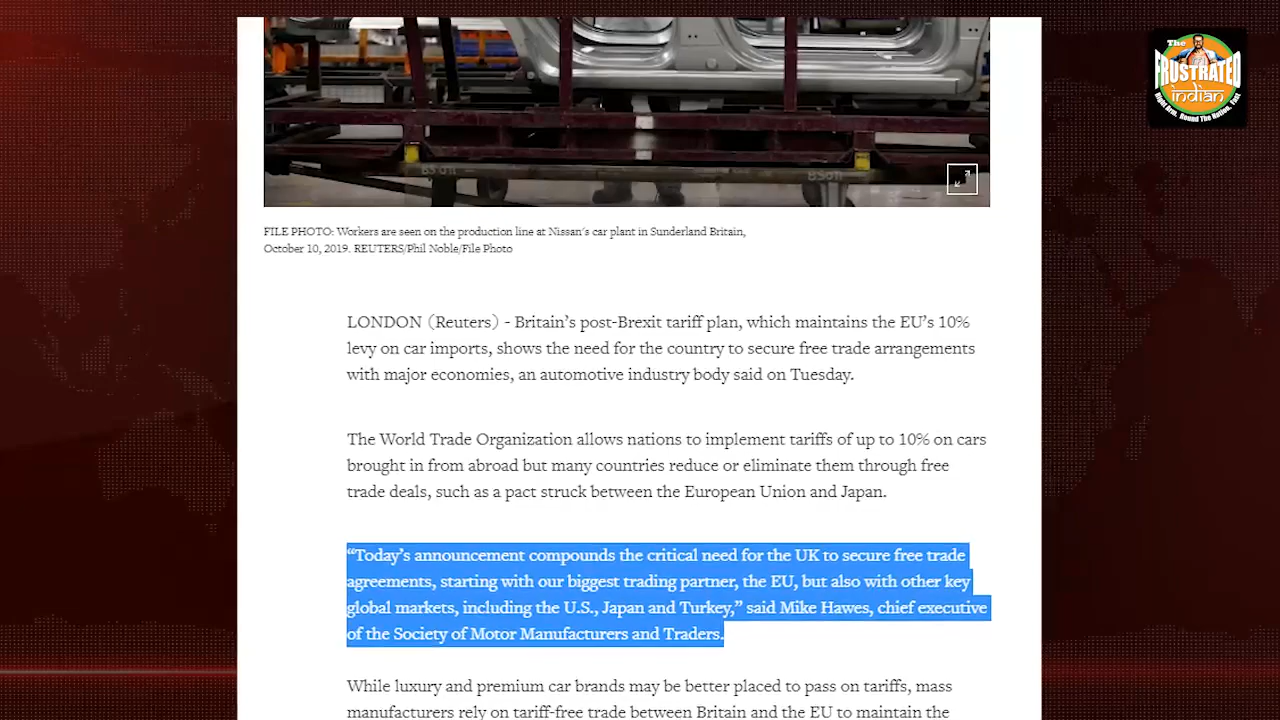 The
FRUSTRATED
indian
Right Arm. Round The Nation. Fast
FILE PHOTO: Workers are seen on the production line at Nissan's car plant in Sunderland Britain,
October 10, 2019. REUTERS/Phil Noble/File Photo
LONDON (Reuters) - Britain’s post-Brexit tariff plan, which maintains the EU’s 10%
levy on car imports, shows the need for the country to secure free trade arrangements
with major economies, an automotive industry body said on Tuesday.
The World Trade Organization allows nations to implement tariffs of up to 10% on cars
brought in from abroad but many countries reduce or eliminate them through free
trade deals, such as a pact struck between the European Union and Japan.
“Today’s announcement compounds the critical need for the UK to secure free trade
agreements, starting with our biggest trading partner, the EU, but also with other key
global markets, including the U.S., Japan and Turkey,” said Mike Hawes, chief executive
of the Society of Motor Manufacturers and Traders.
While luxury and premium car brands may be better placed to pass on tariffs, mass
manufacturers rely on tariff-free trade between Britain and the EU to maintain the